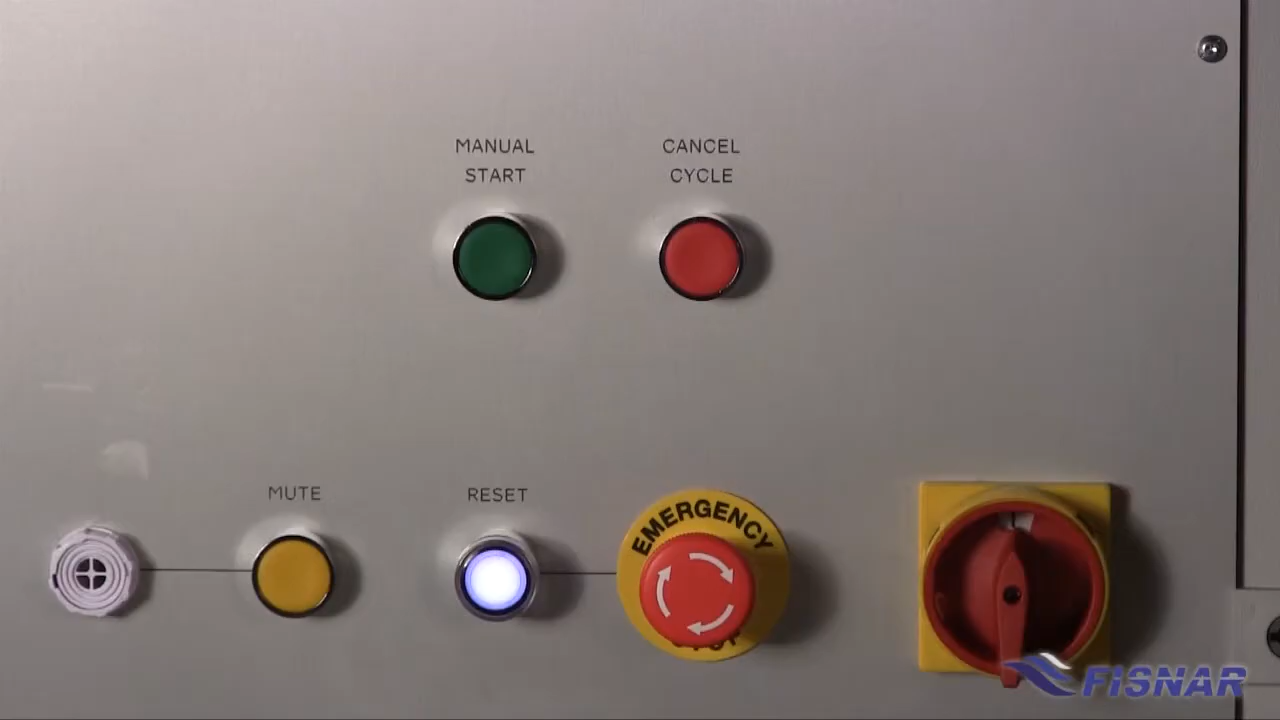 MANUAL
START
CANCEL
CYCLE
MUTE
RESET
EMERGENCY
FISNAR